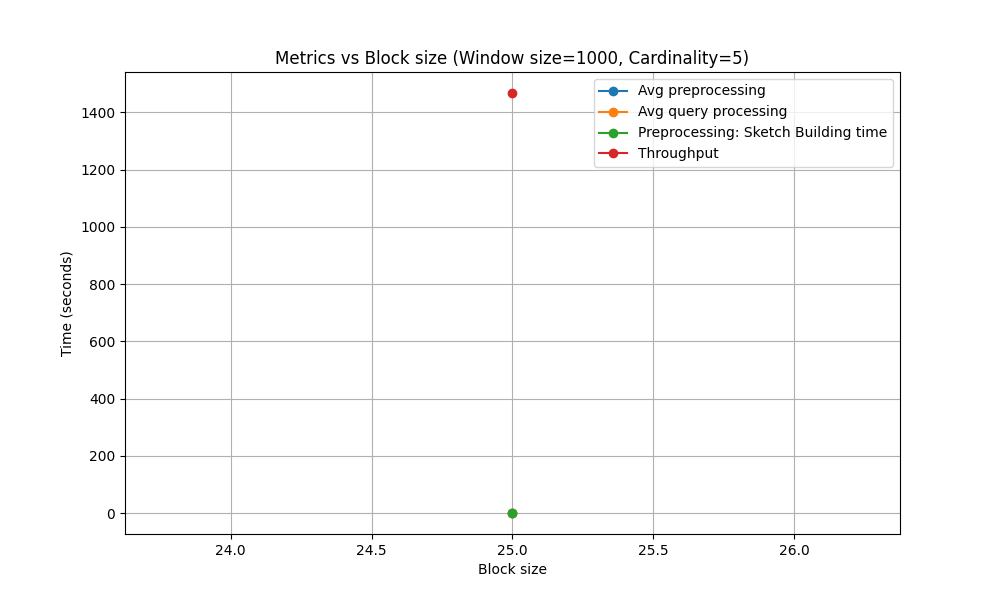 Metrics vs Block size (Window size=1000, Cardinality=5)
Avg preprocessing
Avg query processing
Preprocessing: Sketch Building time
Throughput
1400
1200
1000
800
600
400
200
0
Time (seconds)
24.0 24.5 25.0 25.5 26.0
Block size